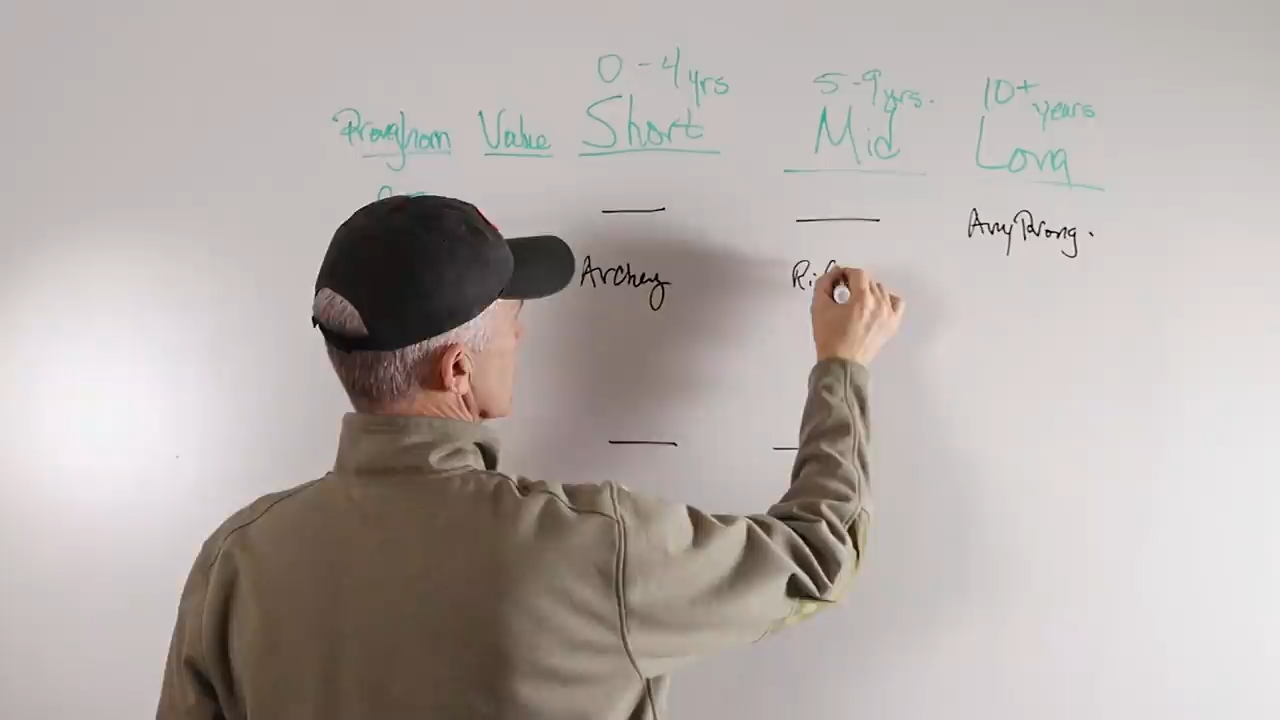 0-4 yrs 5-9 yrs. 10+ years
Pronghorn Value Short Mid Long
Any Prong.
Archery